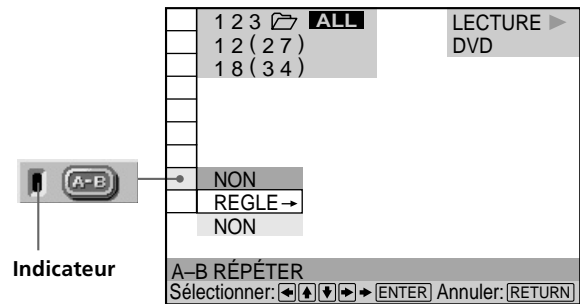 1 2 3 ALL LECTURE
1 2 ( 2 7 ) DVD
1 8 ( 3 4 )
A-B
NON
REGLE→
NON
Indicateur
A–B RÉPÉTER
Sélectionner: ←↑↓→ → ENTER Annuler: RETURN